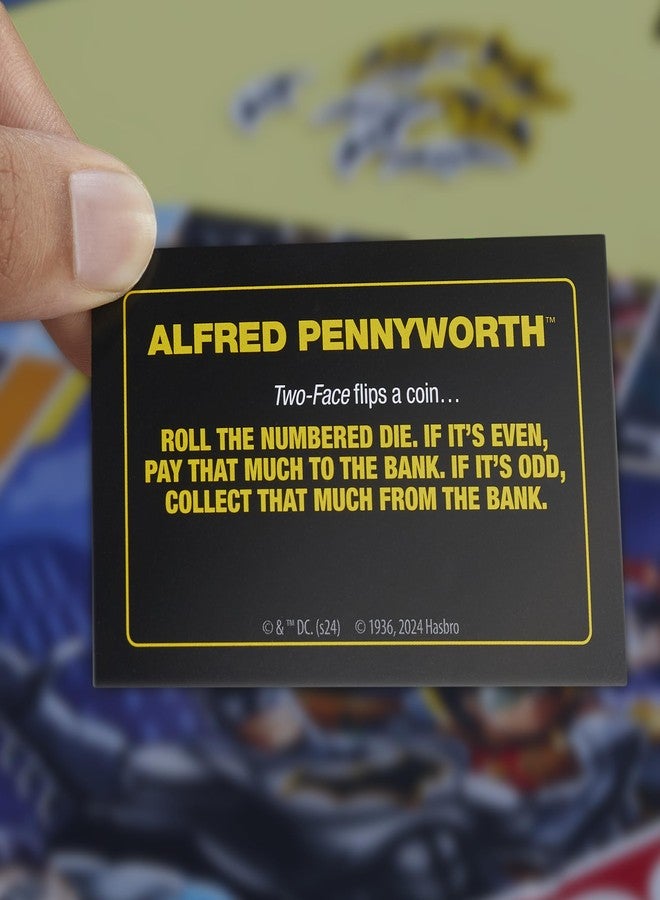 ALFRED PENNYWORTH™
Two-Face flips a coin...
ROLL THE NUMBERED DIE. IF IT'S EVEN,
PAY THAT MUCH TO THE BANK. IF IT'S ODD,
COLLECT THAT MUCH FROM THE BANK.
© & ™ DC. (s24) © 1936, 2024 Hasbro